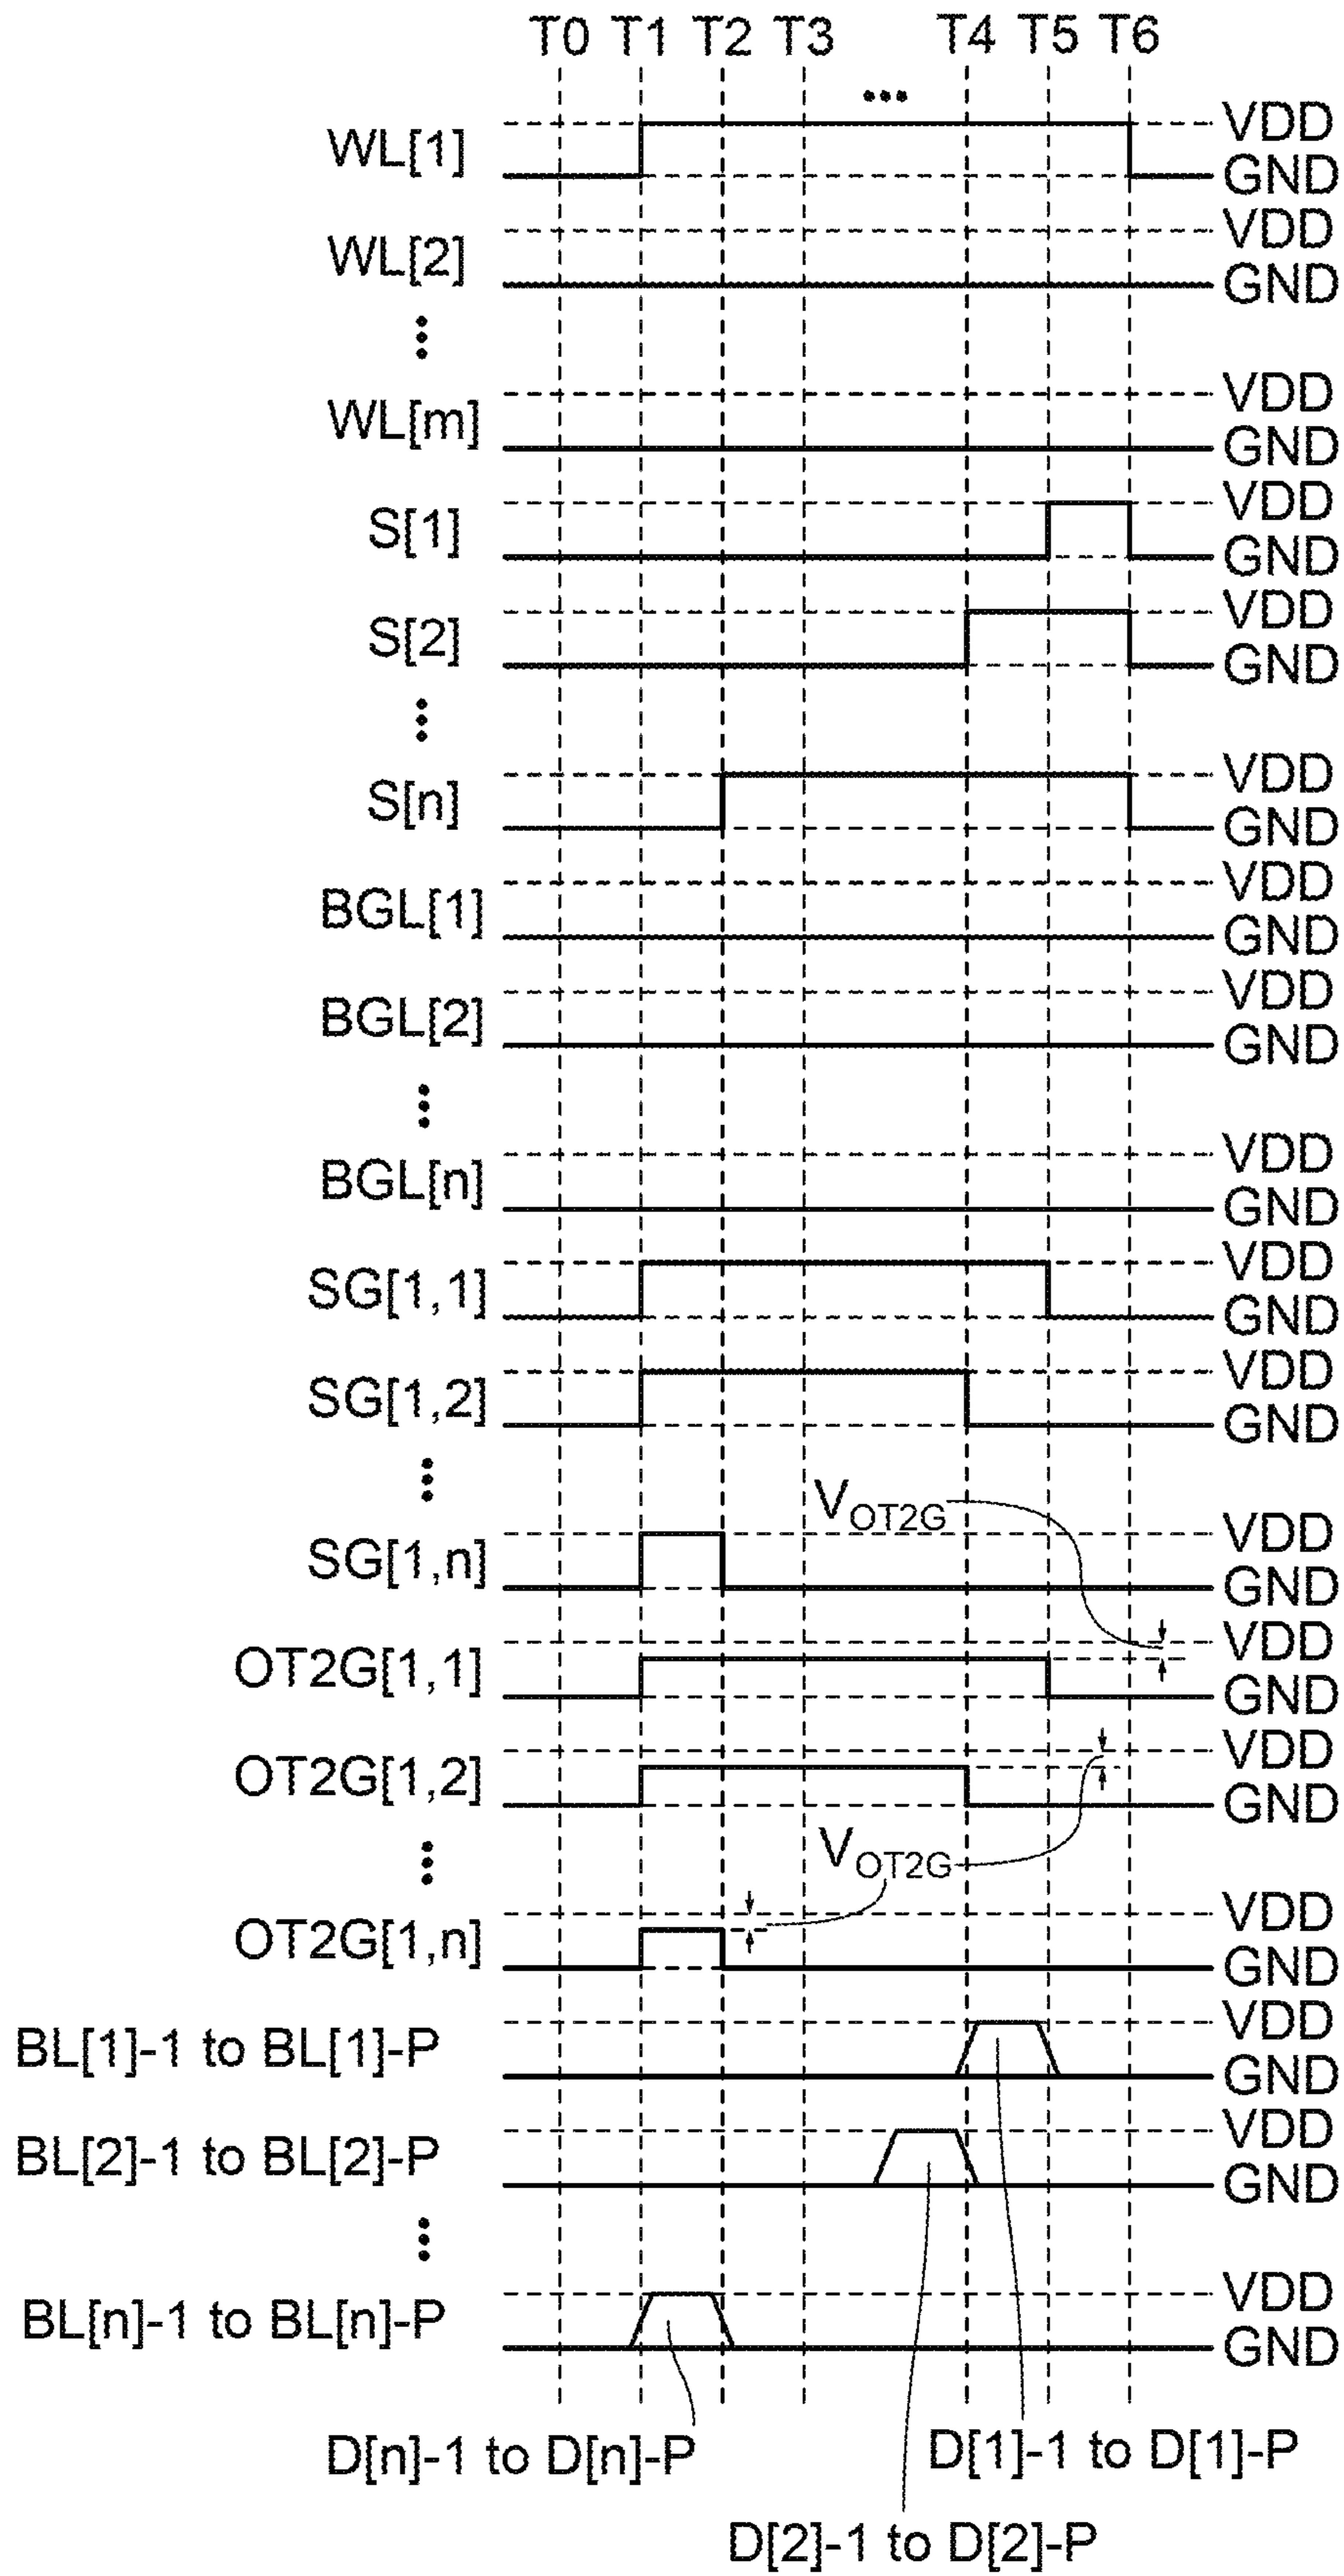 T0 T1 T2 T3 T4 T5 T6
...
WL[1] VDD
GND
WL[2] VDD
GND
WL[m] VDD
GND
S[1] VDD
GND
S[2] VDD
GND
S[n] VDD
GND
BGL[1] VDD
GND
BGL[2] VDD
GND
BGL[n] VDD
GND
SG[1,1] VDD
GND
SG[1,2] VDD
GND
VOT2G
SG[1,n] VDD
GND
OT2G[1,1] VDD
GND
OT2G[1,2] VDD
GND
VOT2G
OT2G[1,n] VDD
GND
BL[1]-1 to BL[1]-P VDD
GND
BL[2]-1 to BL[2]-P VDD
GND
BL[n]-1 to BL[n]-P VDD
GND
D[n]-1 to D[n]-P
D[1]-1 to D[1]-P
D[2]-1 to D[2]-P